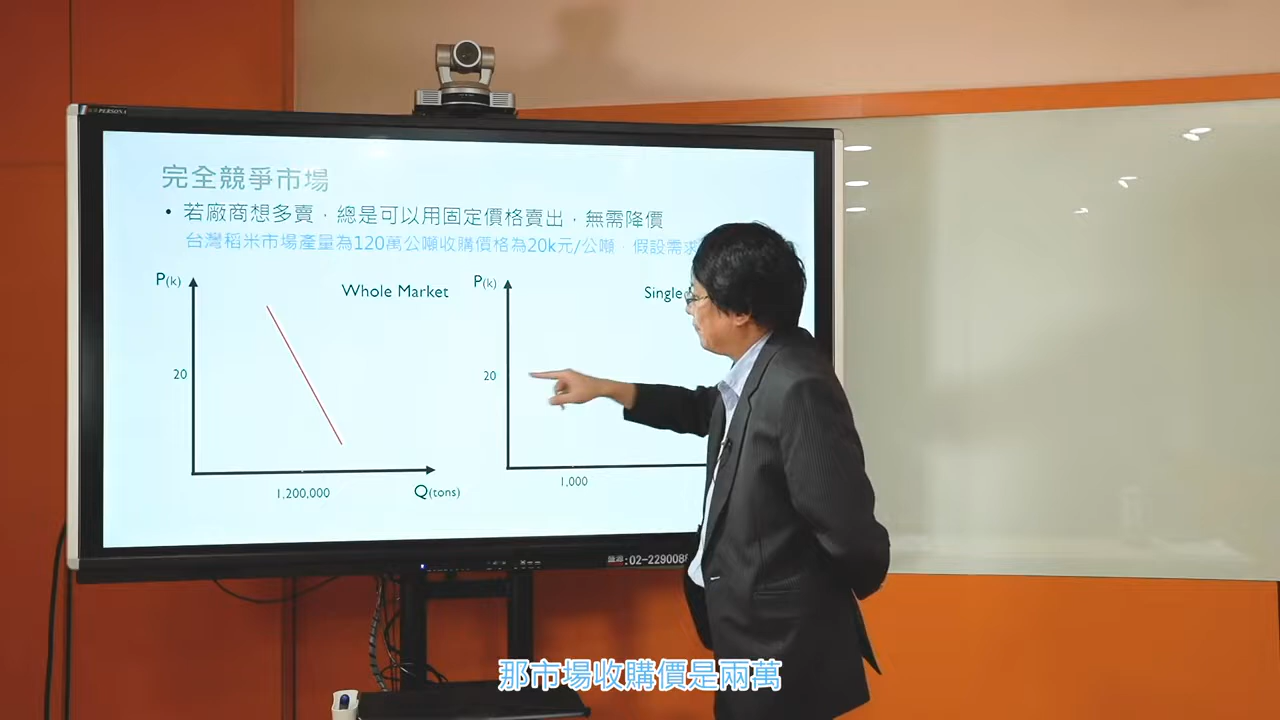 PERSONA
完全競爭市場
• 若廠商想多賣，總是可以用固定價格賣出，無需降價
台灣稻米市場產量為120萬公噸收購價格為20k元/公噸，假設需求
P(k)
Whole Market
20
1,200,000
Q(tons)
P(k)
Single
20
1,000
:02-2290088
那市場收購價是兩萬